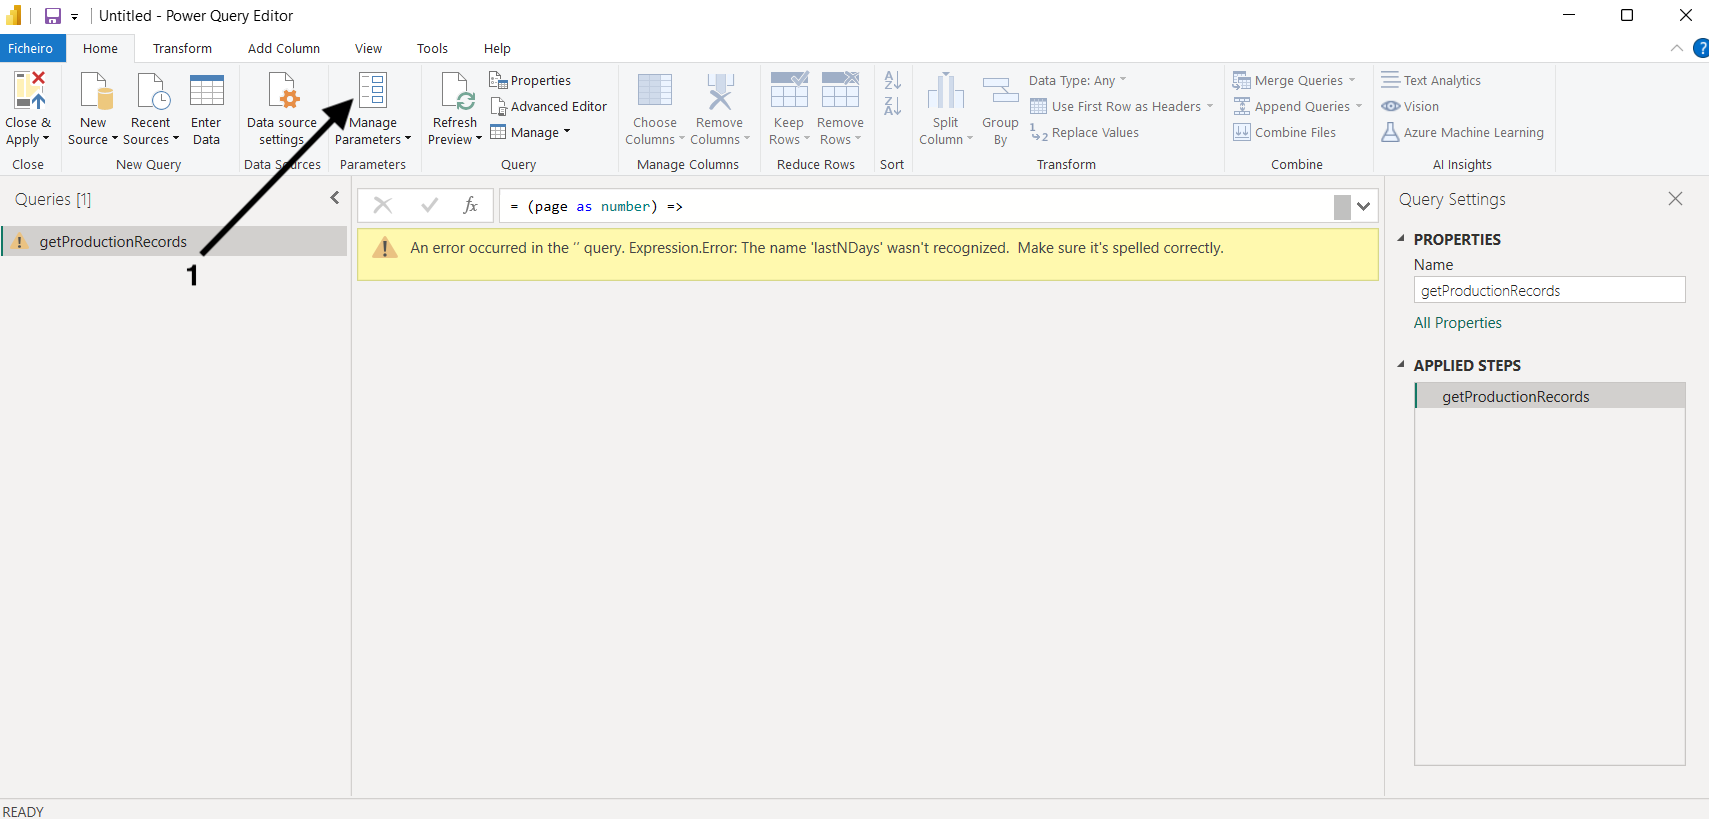 Untitled - Power Query Editor
Ficheiro Home Transform Add Column View Tools Help
?
Close & Apply
New Source
Recent Sources
Enter Data
Data source settings
Manage Parameters
Refresh Preview
Properties
Advanced Editor
Manage
Choose Columns
Remove Columns
Keep Rows
Remove Rows
A Z
Z A
Split Column
Group By
Data Type: Any
Use First Row as Headers
1 2 Replace Values
Merge Queries
Append Queries
Combine Files
Text Analytics
Vision
Azure Machine Learning
Close New Query Data Sources Parameters Query Manage Columns Reduce Rows Sort Transform Combine AI Insights
Queries [1]
getProductionRecords
1
fx = (page as number) =>
An error occurred in the ‘’ query. Expression.Error: The name 'lastNDays' wasn't recognized.  Make sure it's spelled correctly.
Query Settings
PROPERTIES
Name
getProductionRecords
All Properties
APPLIED STEPS
getProductionRecords
READY